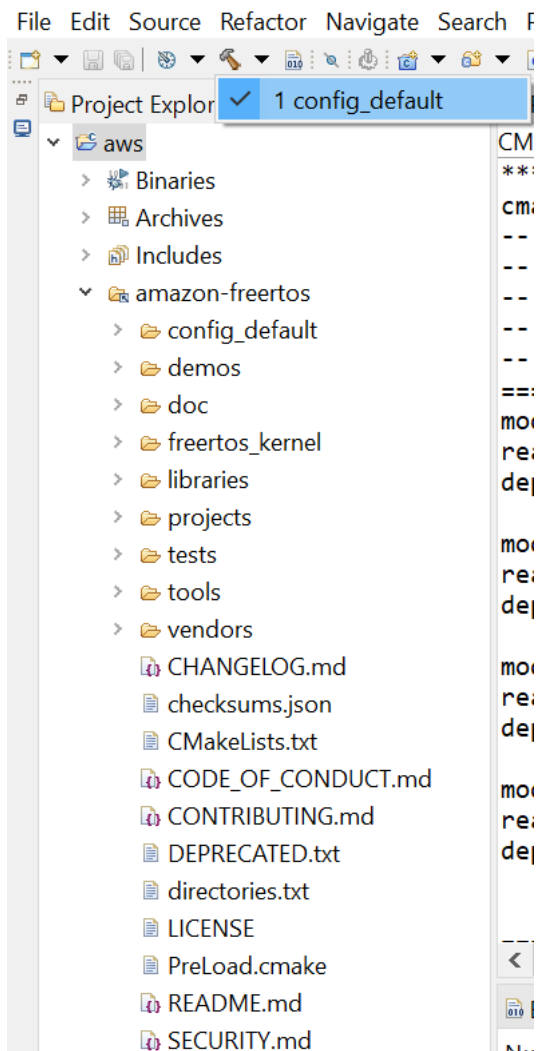 File Edit Source Refactor Navigate Search
1 config_default
Project Explor
aws
CM
Binaries
Archives
Includes
amazon-freertos
config_default
demos
doc
freertos_kernel
libraries
projects
tests
tools
vendors
CHANGELOG.md
checksums.json
CMakeLists.txt
CODE_OF_CONDUCT.md
CONTRIBUTING.md
DEPRECATED.txt
directories.txt
LICENSE
PreLoad.cmake
README.md
SECURITY.md